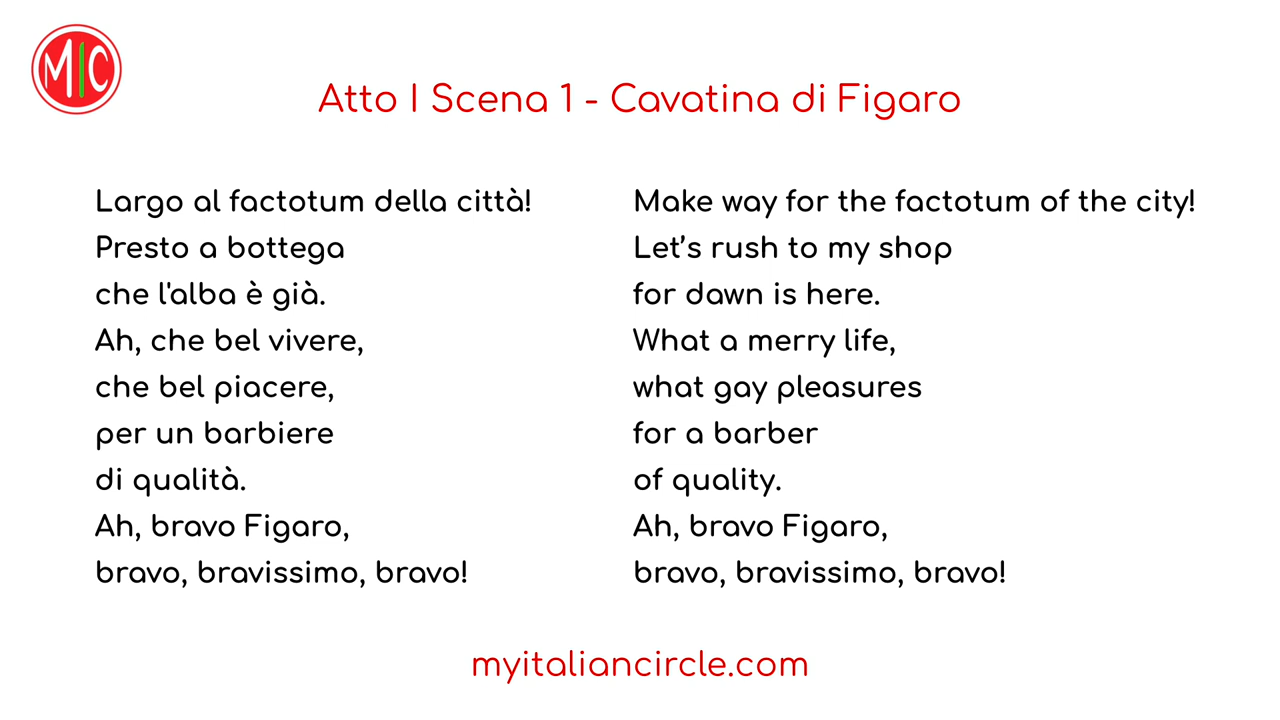 MIC
Atto I Scena 1 - Cavatina di Figaro
Largo al factotum della città!
Presto a bottega
che l'alba è già.
Ah, che bel vivere,
che bel piacere,
per un barbiere
di qualità.
Ah, bravo Figaro,
bravo, bravissimo, bravo!
Make way for the factotum of the city!
Let’s rush to my shop
for dawn is here.
What a merry life,
what gay pleasures
for a barber
of quality.
Ah, bravo Figaro,
bravo, bravissimo, bravo!
myitaliancircle.com